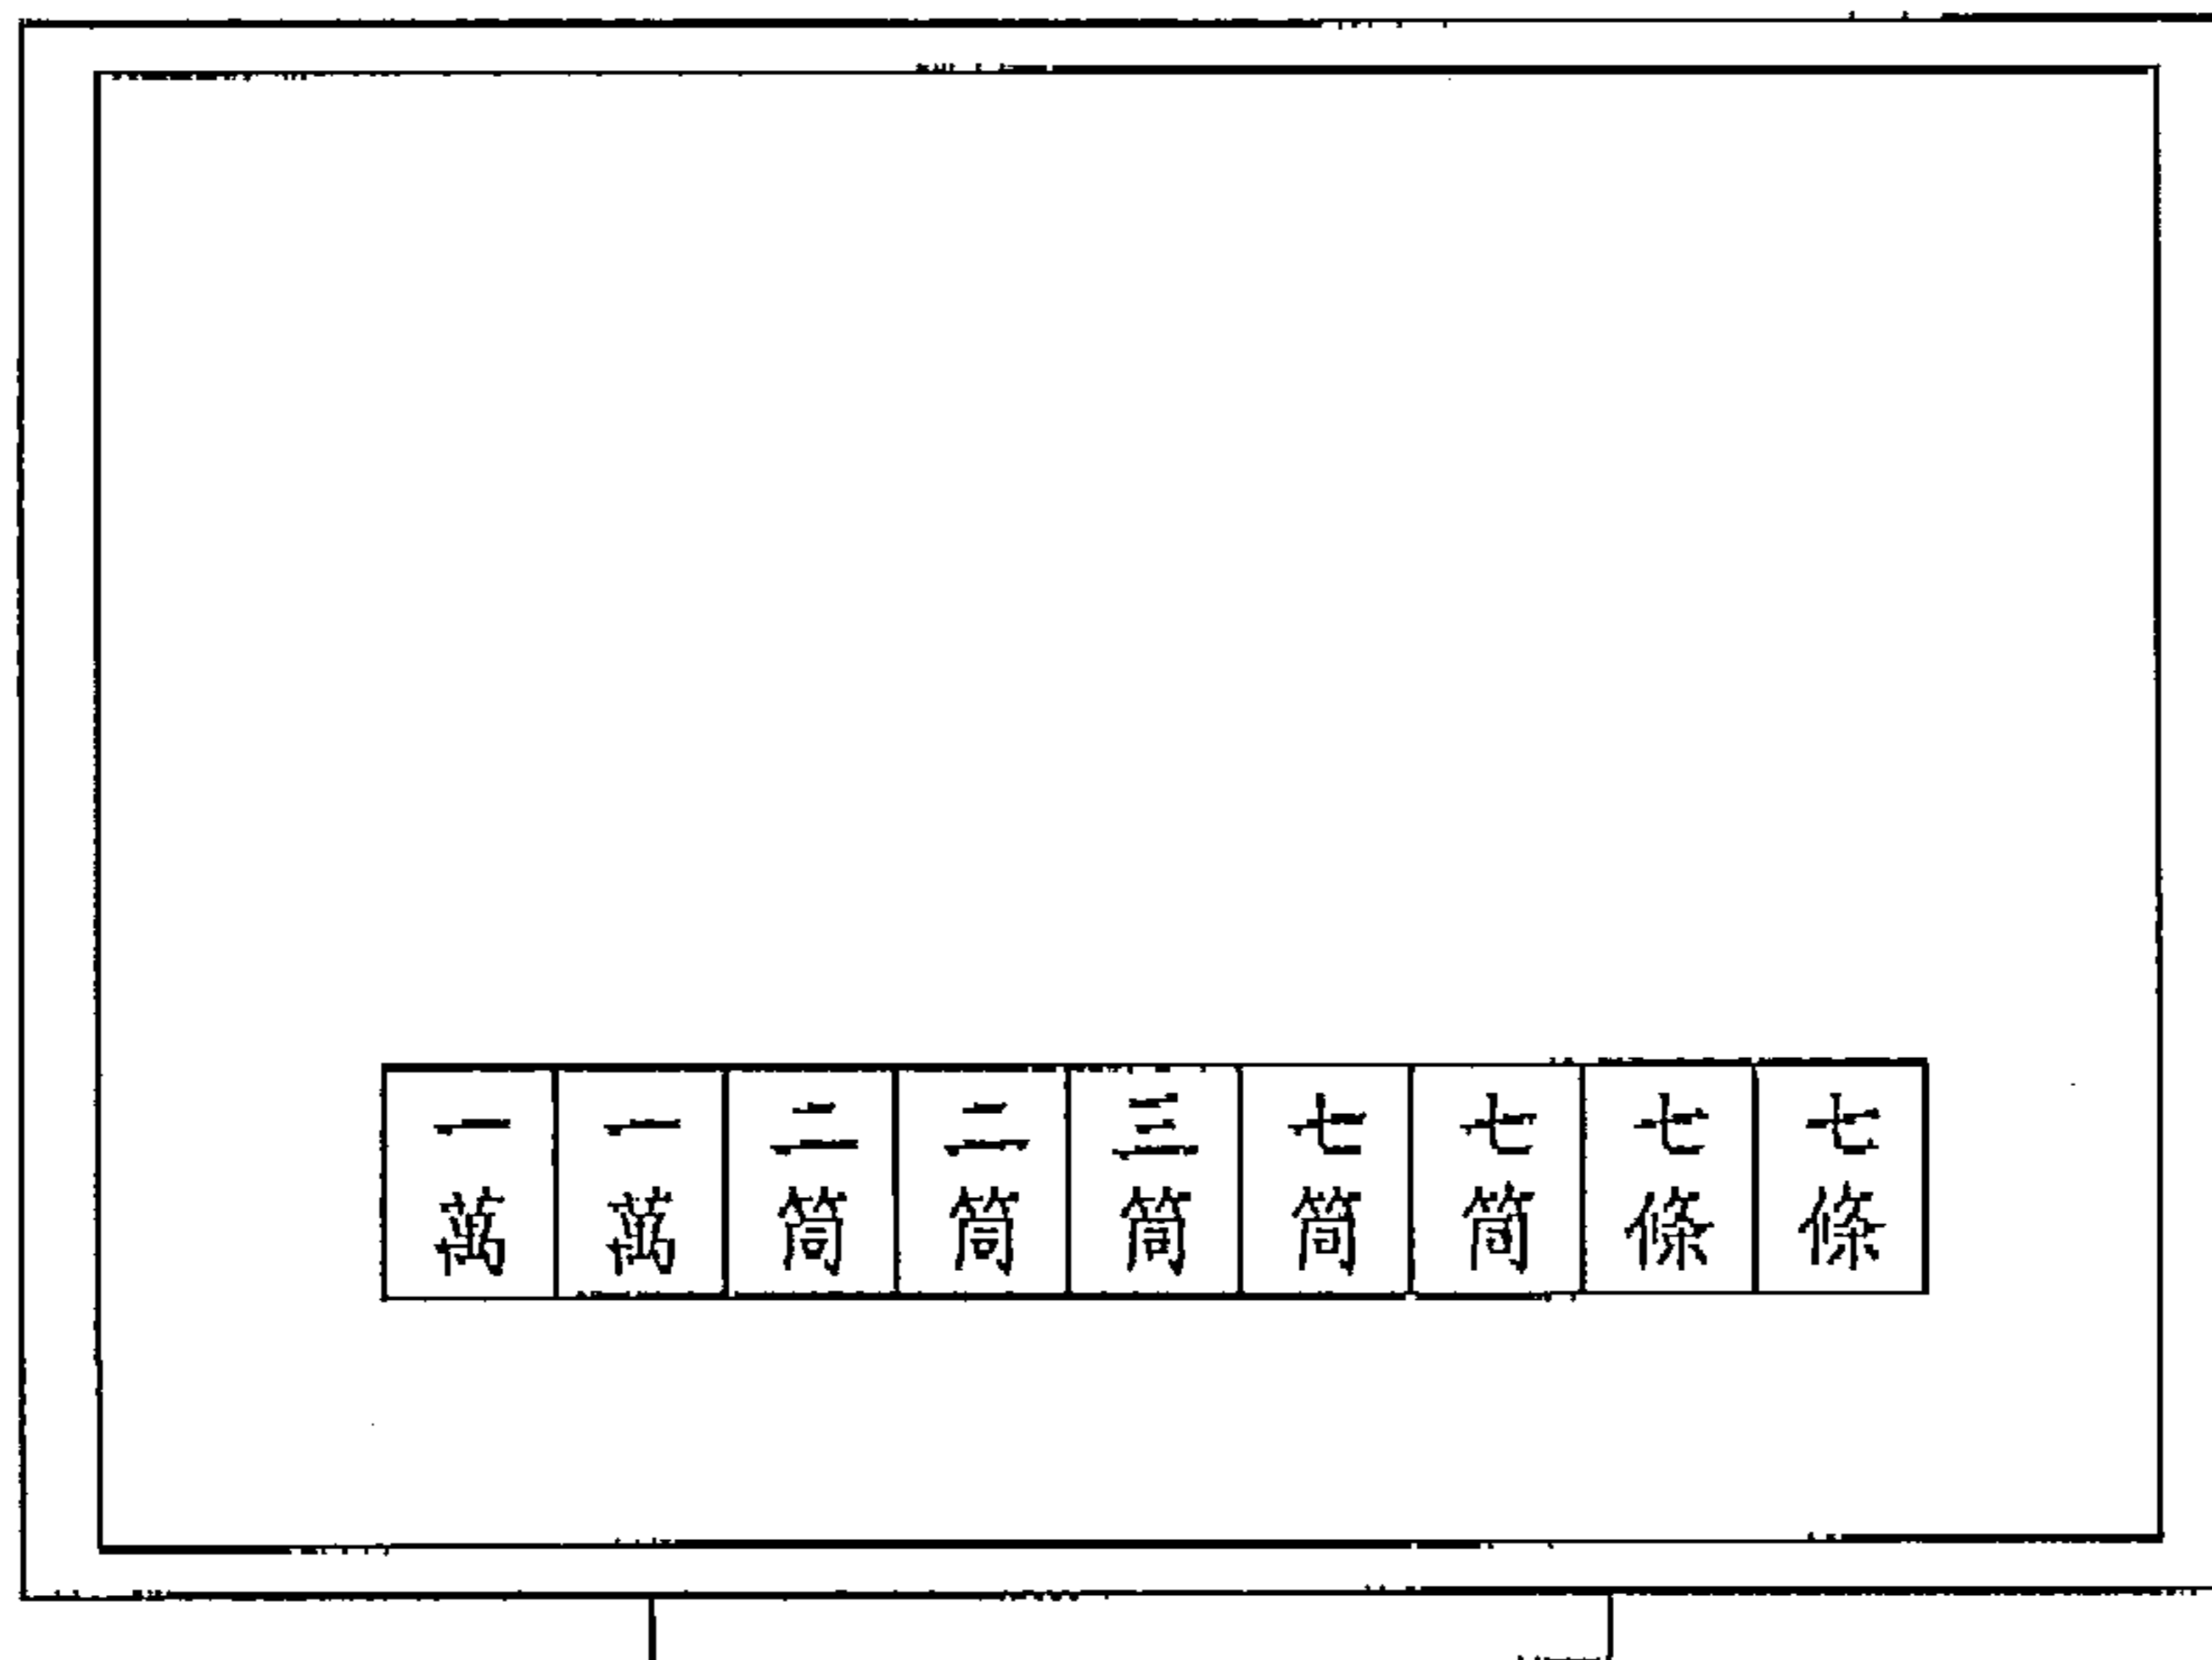 一萬 一萬 二筒 二筒 三筒 七筒 七筒 七條 七條